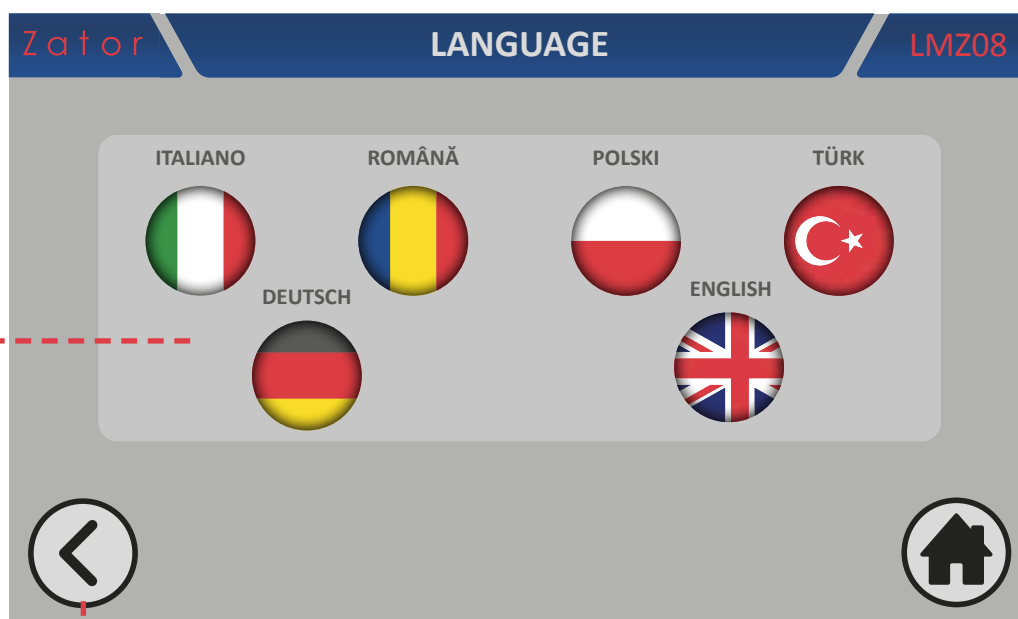 Zator
LANGUAGE
LMZ08
ITALIANO
ROMÂNĂ
POLSKI
TÜRK
DEUTSCH
ENGLISH